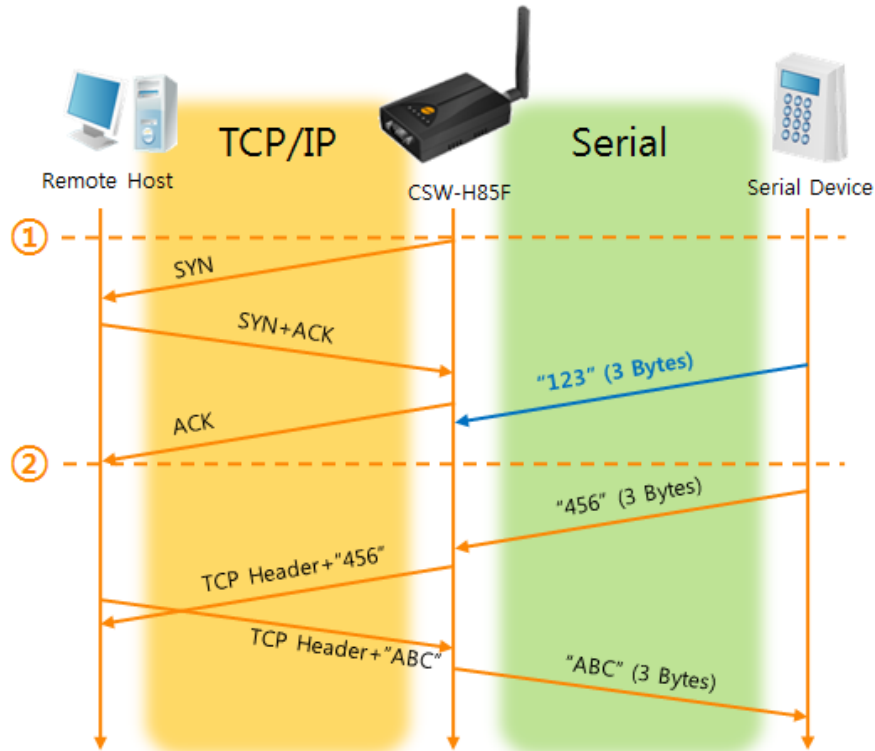 TCP/IP
Serial
Remote Host
CSW-H85F
Serial Device
①
SYN
SYN+ACK
“123” (3 Bytes)
ACK
②
“456” (3 Bytes)
TCP Header+“456”
TCP Header+“ABC”
“ABC” (3 Bytes)